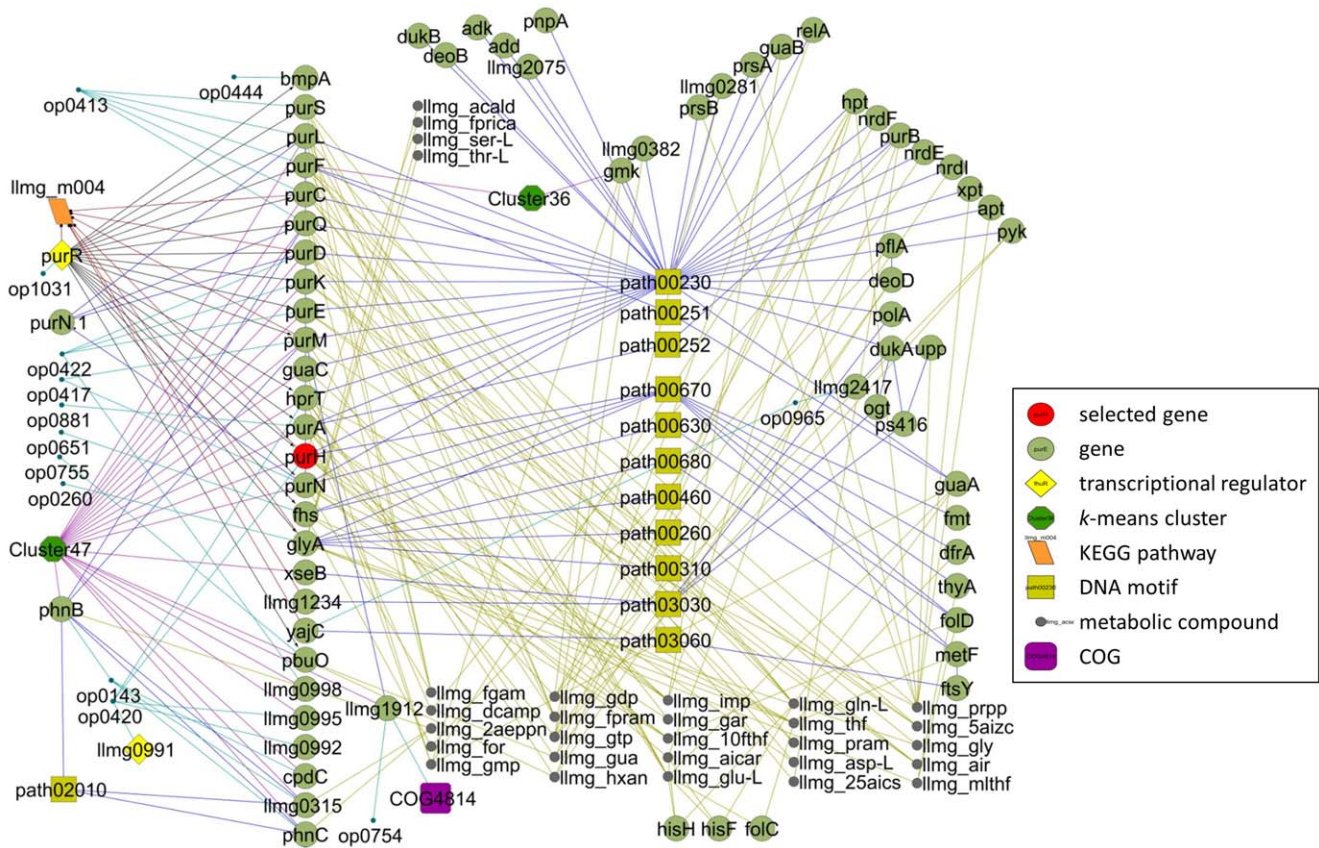 dukB
deoB
adk
add
llmg2075
pnpA
relA
guaB
prsA
llmg0281
prsB
hpt
nrdF
purB
nrdE
nrdI
xpt
apt
pyk
op0413
op0444
bmpA
purS
purL
purF
purC
purQ
purD
purK
purE
purM
guaC
hprT
purA
purH
purN
fhs
glyA
xseB
llmg1234
yajC
pbuO
llmg0998
llmg0995
llmg0992
cpdC
llmg0315
phnC
llmg_acald
llmg_fprica
llmg_ser-L
llmg_thr-L
llmg0382
gmk
Cluster36
llmg_m004
purR
op1031
purN.1
op0422
op0417
op0881
op0651
op0755
op0260
Cluster47
phnB
op0143
op0420
llmg0991
path02010
path00230
path00251
path00252
path00670
path00630
path00680
path00460
path00260
path00310
path03030
path03060
pflA
deoD
polA
dukA
upp
llmg2417
ogt
ps416
op0965
guaA
fmt
dfrA
thyA
folD
metF
ftsY
llmg1912
COG4814
op0754
llmg_fgam
llmg_dcamp
llmg_2aeppn
llmg_for
llmg_gmp
llmg_gdp
llmg_fpram
llmg_gtp
llmg_gua
llmg_hxan
llmg_imp
llmg_gar
llmg_10fthf
llmg_aicar
llmg_glu-L
llmg_gln-L
llmg_thf
llmg_pram
llmg_asp-L
llmg_25aics
llmg_prpp
llmg_5aizc
llmg_gly
llmg_air
llmg_mlthf
hisH
hisF
folC
selected gene
purE
gene
transcriptional regulator
k-means cluster
llmg_m004
KEGG pathway
DNA motif
metabolic compound
COG